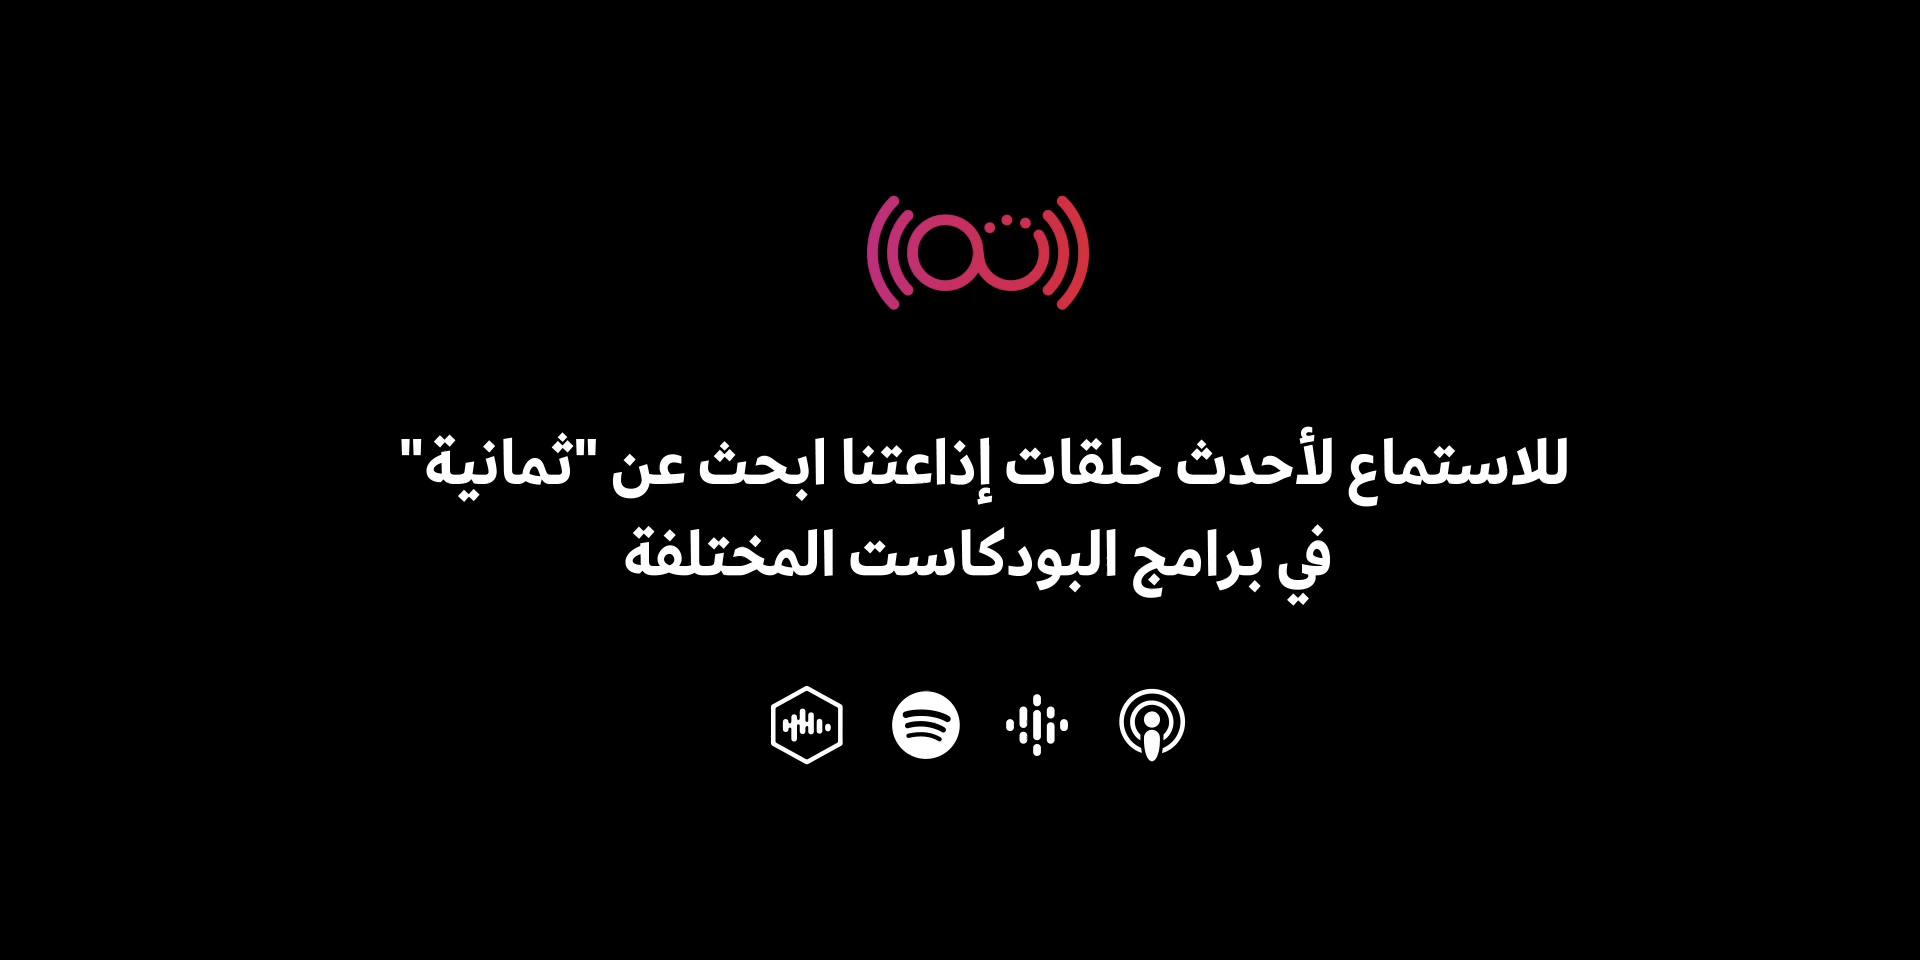 للاستماع لأحدث حلقات إذاعتنا ابحث عن "ثمانية"
في برامج البودكاست المختلفة